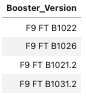 Booster_Version
F9 FT B1022
F9 FT B1026
F9 FT B1021.2
F9 FT B1031.2